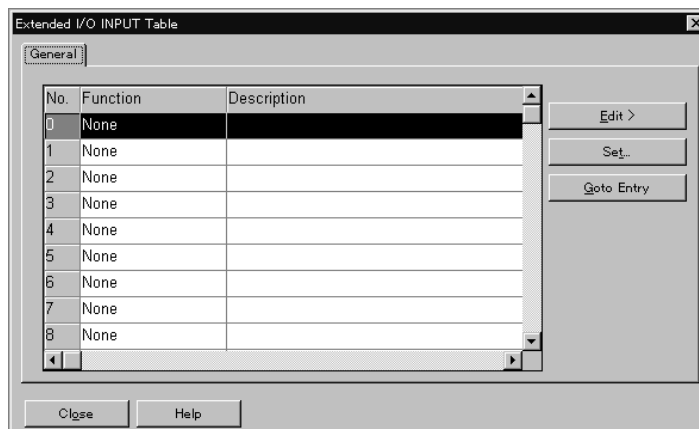 Extended I/O INPUT Table
General
No. Function Description
0 None
Edit >
1 None
Set...
2 None
Goto Entry
3 None
4 None
5 None
6 None
7 None
8 None
Close Help